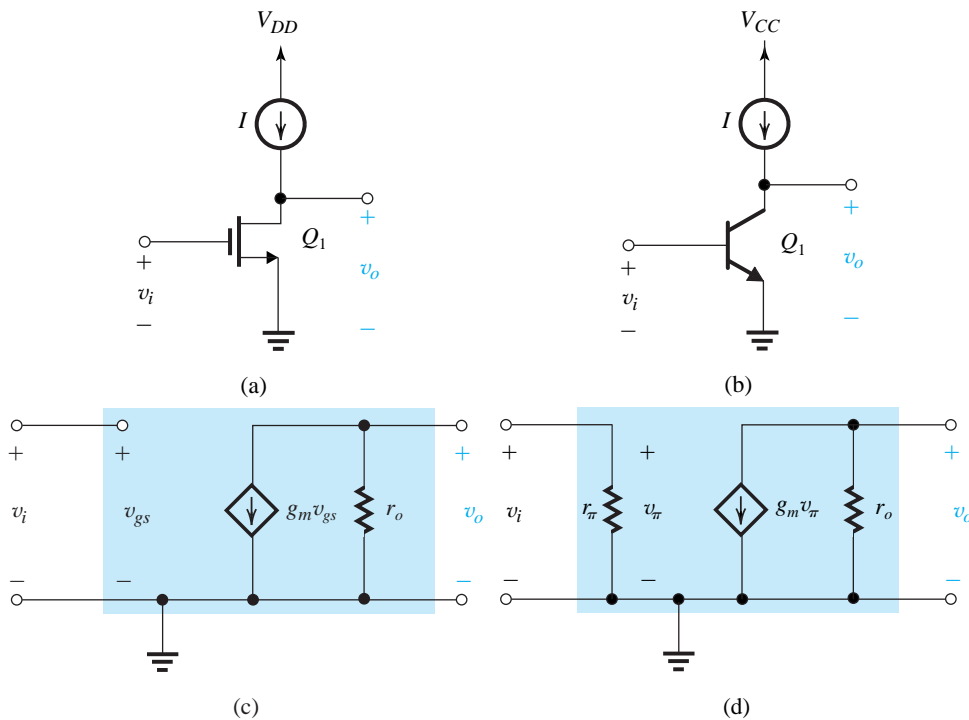 V_DD V_CC
I I
Q_1 Q_1
+ + + +
v_i v_o v_i v_o
− − − −
(a) (b)
+ + + + + +
v_i v_gs g_m v_gs r_o v_o v_i r_π v_π g_m v_π r_o v_o
− − − − − −
(c) (d)